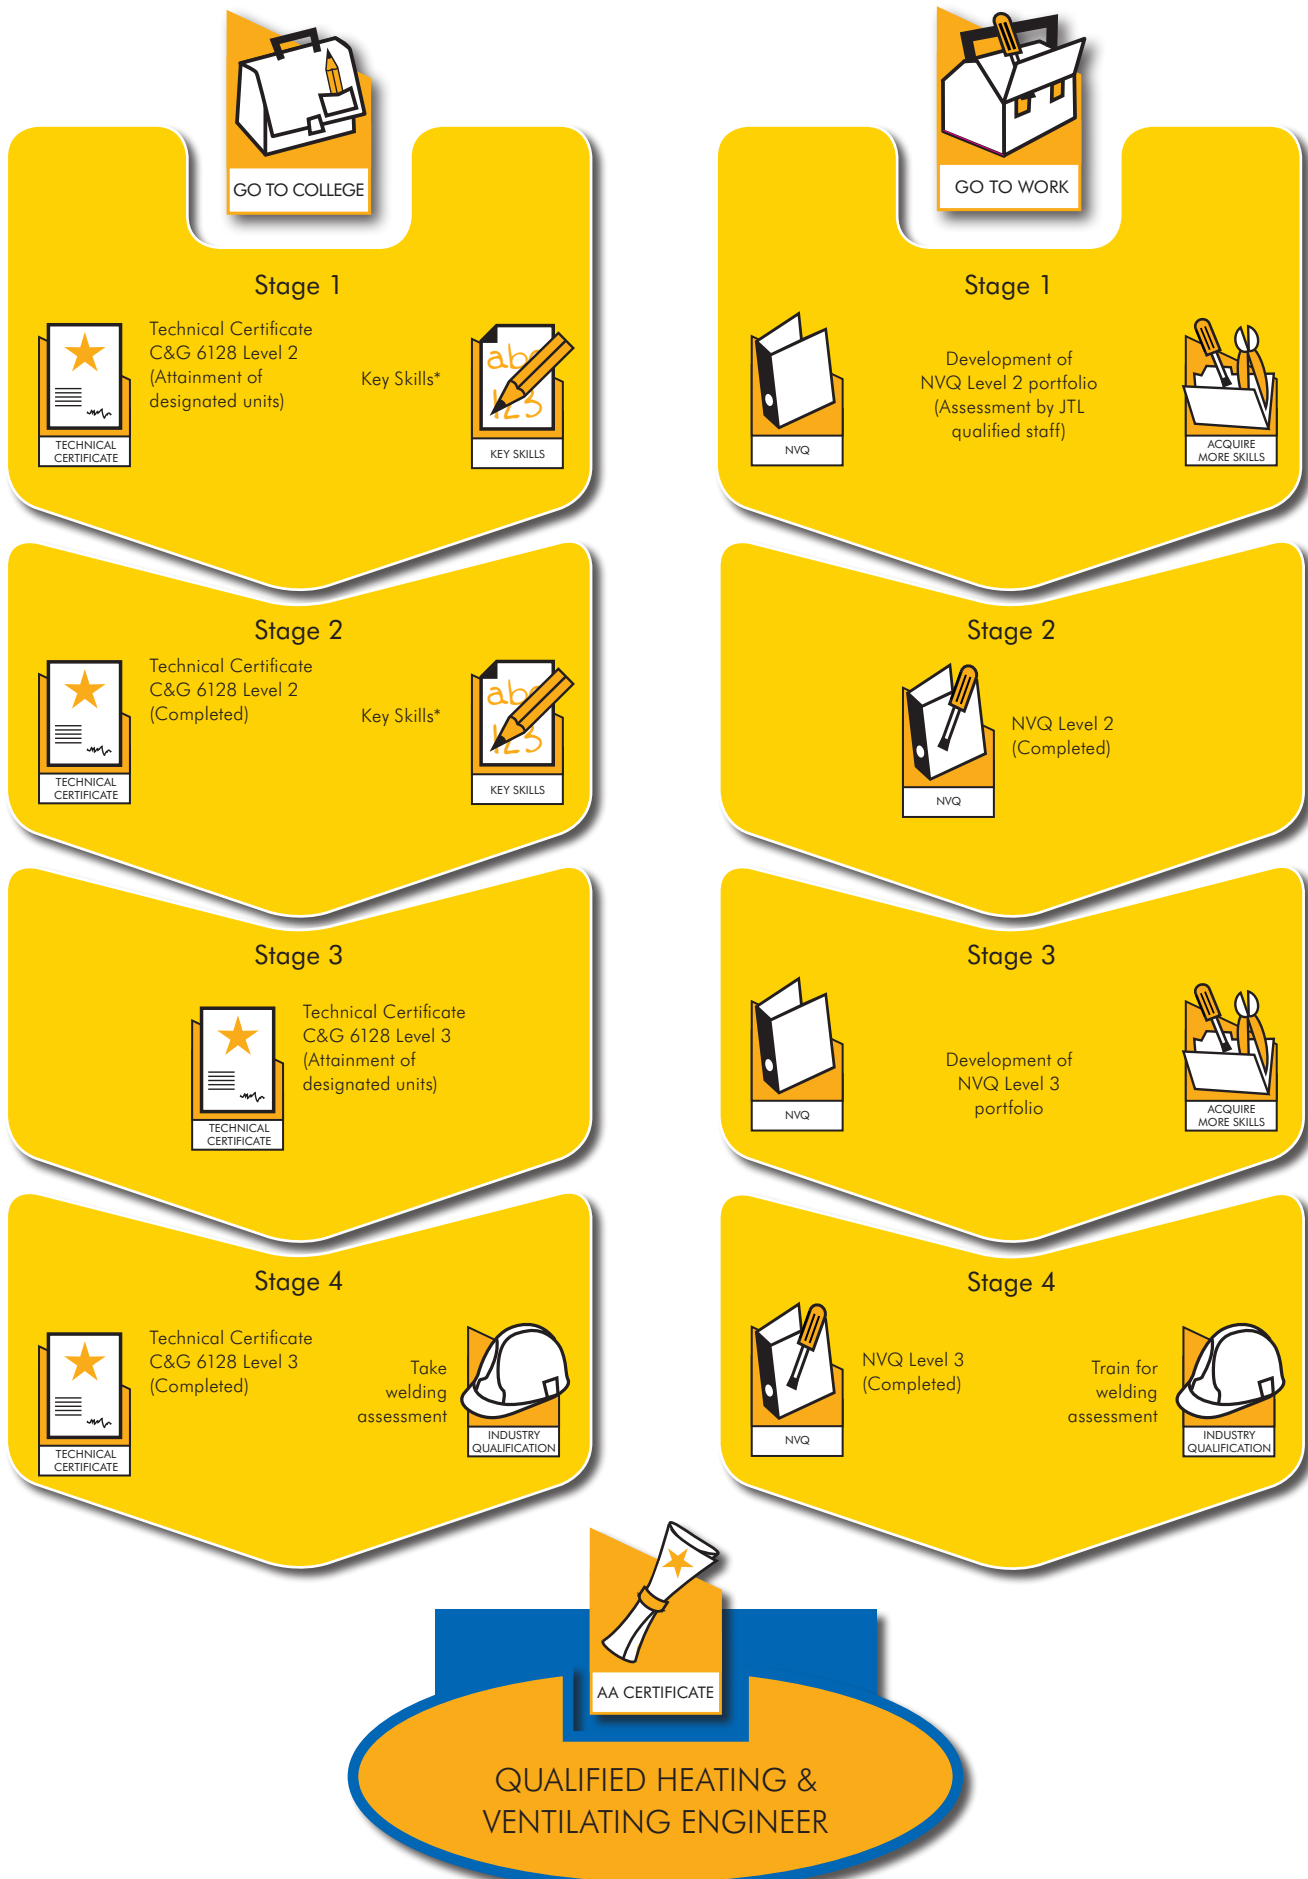 GO TO COLLEGE
Stage 1
Technical Certificate
C&G 6128 Level 2
(Attainment of
designated units)
TECHNICAL
CERTIFICATE
Key Skills*
abc
123
KEY SKILLS
Stage 2
Technical Certificate
C&G 6128 Level 2
(Completed)
TECHNICAL
CERTIFICATE
Key Skills*
abc
123
KEY SKILLS
Stage 3
Technical Certificate
C&G 6128 Level 3
(Attainment of
designated units)
TECHNICAL
CERTIFICATE
Stage 4
Technical Certificate
C&G 6128 Level 3
(Completed)
TECHNICAL
CERTIFICATE
Take
welding
assessment
INDUSTRY
QUALIFICATION
GO TO WORK
Stage 1
NVQ
Development of
NVQ Level 2 portfolio
(Assessment by JTL
qualified staff)
ACQUIRE
MORE SKILLS
Stage 2
NVQ
NVQ Level 2
(Completed)
Stage 3
NVQ
Development of
NVQ Level 3
portfolio
ACQUIRE
MORE SKILLS
Stage 4
NVQ
NVQ Level 3
(Completed)
Train for
welding
assessment
INDUSTRY
QUALIFICATION
AA CERTIFICATE
QUALIFIED HEATING &
VENTILATING ENGINEER